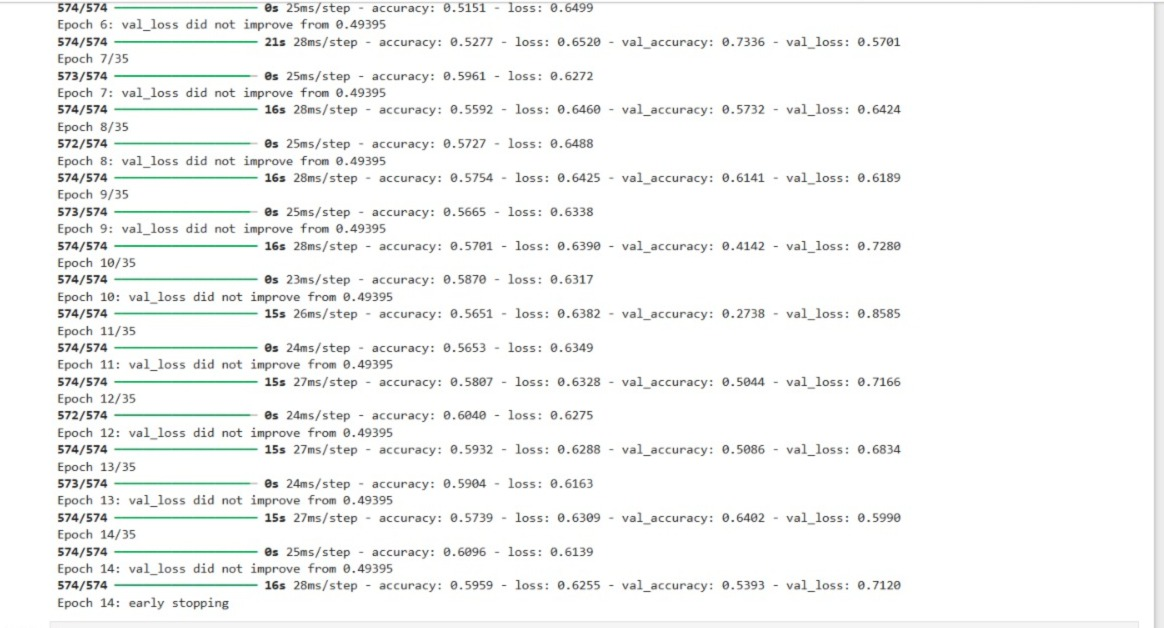 574/574 0s 25ms/step - accuracy: 0.5151 - loss: 0.6499
Epoch 6: val_loss did not improve from 0.49395
574/574 21s 28ms/step - accuracy: 0.5277 - loss: 0.6520 - val_accuracy: 0.7336 - val_loss: 0.5701
Epoch 7/35
573/574 0s 25ms/step - accuracy: 0.5961 - loss: 0.6272
Epoch 7: val_loss did not improve from 0.49395
574/574 16s 28ms/step - accuracy: 0.5592 - loss: 0.6460 - val_accuracy: 0.5732 - val_loss: 0.6424
Epoch 8/35
572/574 0s 25ms/step - accuracy: 0.5727 - loss: 0.6488
Epoch 8: val_loss did not improve from 0.49395
574/574 16s 28ms/step - accuracy: 0.5754 - loss: 0.6425 - val_accuracy: 0.6141 - val_loss: 0.6189
Epoch 9/35
573/574 0s 25ms/step - accuracy: 0.5665 - loss: 0.6338
Epoch 9: val_loss did not improve from 0.49395
574/574 16s 28ms/step - accuracy: 0.5701 - loss: 0.6390 - val_accuracy: 0.4142 - val_loss: 0.7280
Epoch 10/35
574/574 0s 23ms/step - accuracy: 0.5870 - loss: 0.6317
Epoch 10: val_loss did not improve from 0.49395
574/574 15s 26ms/step - accuracy: 0.5651 - loss: 0.6382 - val_accuracy: 0.2738 - val_loss: 0.8585
Epoch 11/35
574/574 0s 24ms/step - accuracy: 0.5653 - loss: 0.6349
Epoch 11: val_loss did not improve from 0.49395
574/574 15s 27ms/step - accuracy: 0.5807 - loss: 0.6328 - val_accuracy: 0.5044 - val_loss: 0.7166
Epoch 12/35
572/574 0s 24ms/step - accuracy: 0.6040 - loss: 0.6275
Epoch 12: val_loss did not improve from 0.49395
574/574 15s 27ms/step - accuracy: 0.5932 - loss: 0.6288 - val_accuracy: 0.5086 - val_loss: 0.6834
Epoch 13/35
573/574 0s 24ms/step - accuracy: 0.5904 - loss: 0.6163
Epoch 13: val_loss did not improve from 0.49395
574/574 15s 27ms/step - accuracy: 0.5739 - loss: 0.6309 - val_accuracy: 0.6402 - val_loss: 0.5990
Epoch 14/35
574/574 0s 25ms/step - accuracy: 0.6096 - loss: 0.6139
Epoch 14: val_loss did not improve from 0.49395
574/574 16s 28ms/step - accuracy: 0.5959 - loss: 0.6255 - val_accuracy: 0.5393 - val_loss: 0.7120
Epoch 14: early stopping